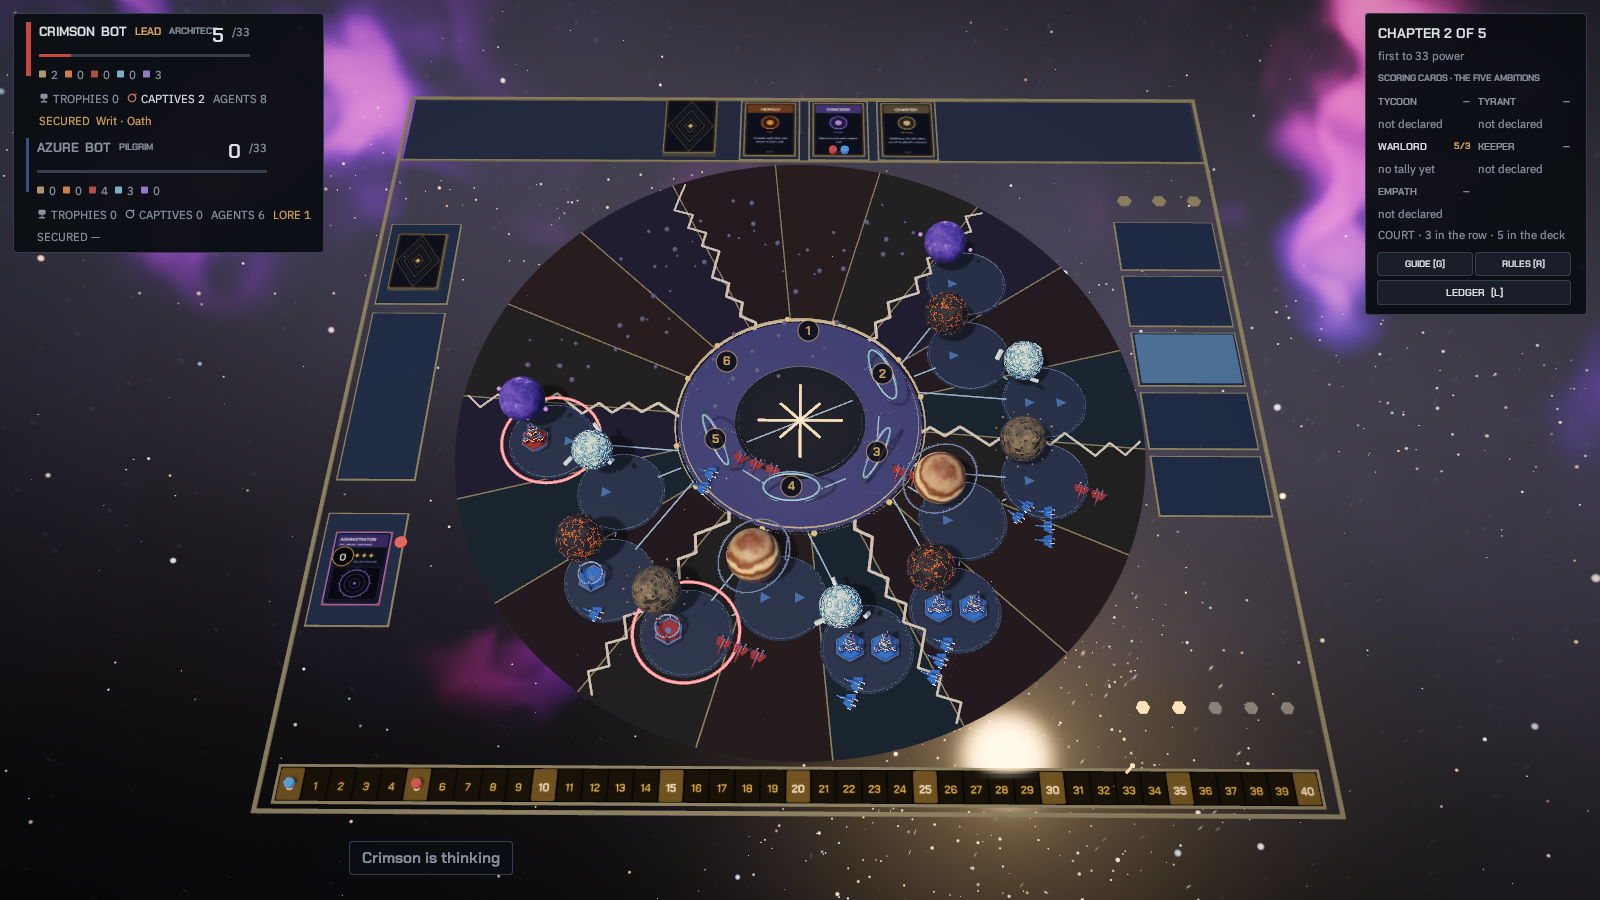 CRIMSON BOT LEAD ARCHITECT 5 /33
2 0 0 0 3
TROPHIES 0 CAPTIVES 2 AGENTS 8
SECURED Writ · Oath
AZURE BOT PILGRIM 0 /33
0 0 4 3 0
TROPHIES 0 CAPTIVES 0 AGENTS 6 LORE 1
SECURED —
CHAPTER 2 OF 5
first to 33 power
SCORING CARDS · THE FIVE AMBITIONS
TYCOON — TYRANT —
not declared not declared
WARLORD 5/3 KEEPER —
no tally yet not declared
EMPATH —
not declared
COURT · 3 in the row · 5 in the deck
GUIDE [G] RULES [R]
LEDGER [L]
1
6
2
5
3
4
ADMINISTRATION
0
1 2 3 4 6 7 8 9 10 11 12 13 14 15 16 17 18 19 20 21 22 23 24 25 26 27 28 29 30 31 32 33 34 35 36 37 38 39 40
Crimson is thinking